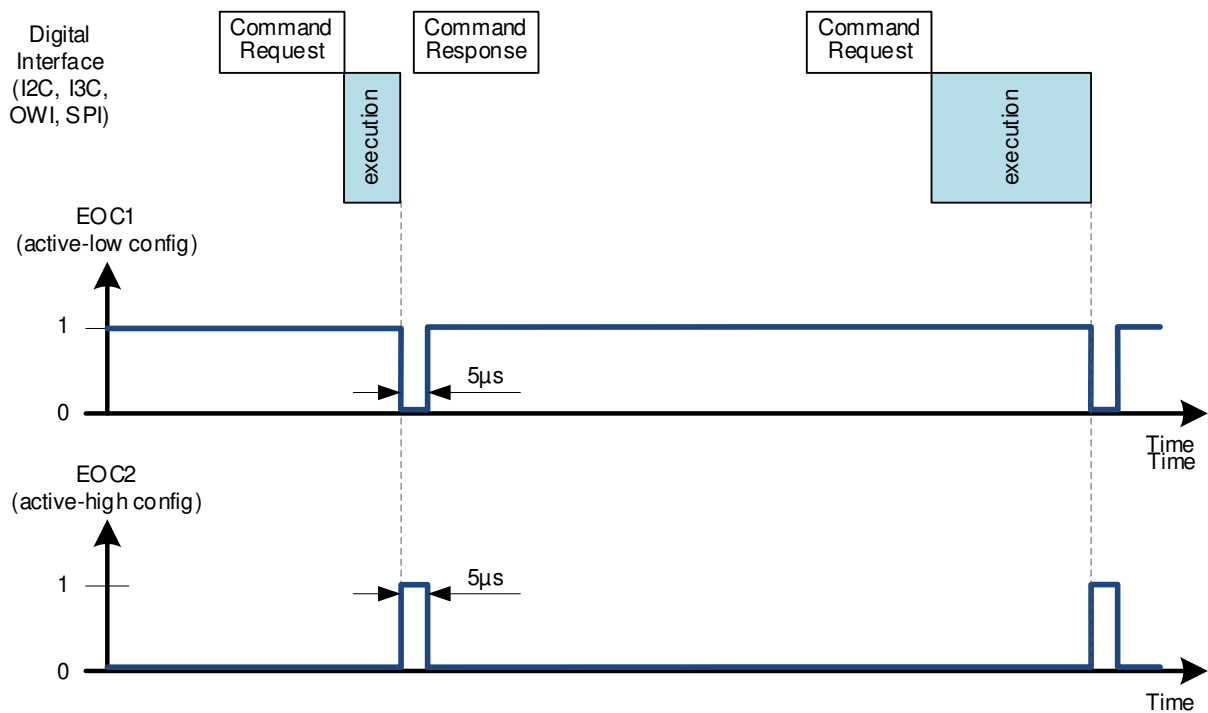 Digital
Interface
(I2C, I3C,
OWI, SPI)
Command
Request
Command
Response
Command
Request
execution
execution
EOC1
(active-low config)
1
5µs
0
Time
Time
EOC2
(active-high config)
1
5µs
0
Time